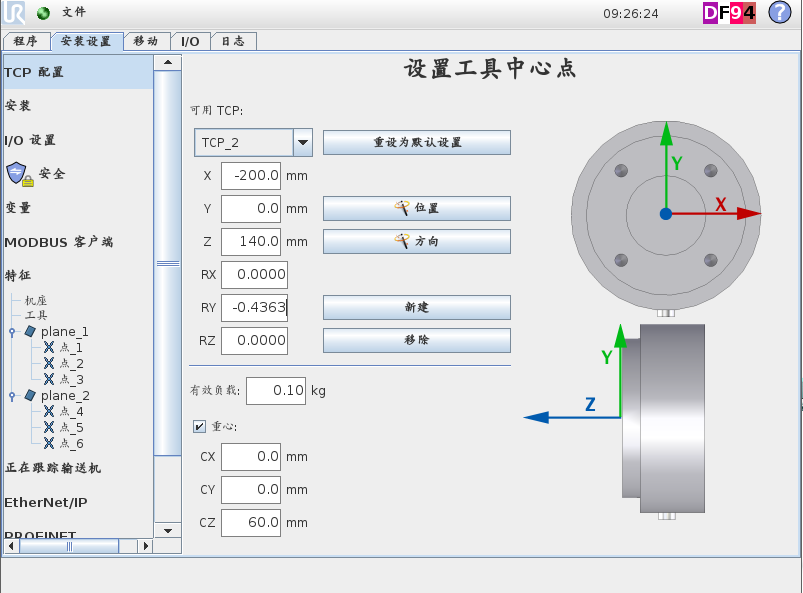 UR 文件 09:26:24 DF94 ?
程序 安装设置 移动 I/O 日志
TCP 配置
安装
I/O 设置
安全
变量
MODBUS 客户端
特征
机座
工具
plane_1
点_1
点_2
点_3
plane_2
点_4
点_5
点_6
正在跟踪输送机
EtherNet/IP
PROFINET
设置工具中心点
可用 TCP:
TCP_2 重设为默认设置
X -200.0 mm
Y 0.0 mm 位置
Z 140.0 mm 方向
RX 0.0000
RY -0.4363 新建
RZ 0.0000 移除
有效负载: 0.10 kg
重心:
CX 0.0 mm
CY 0.0 mm
CZ 60.0 mm
Y
X
Y
Z